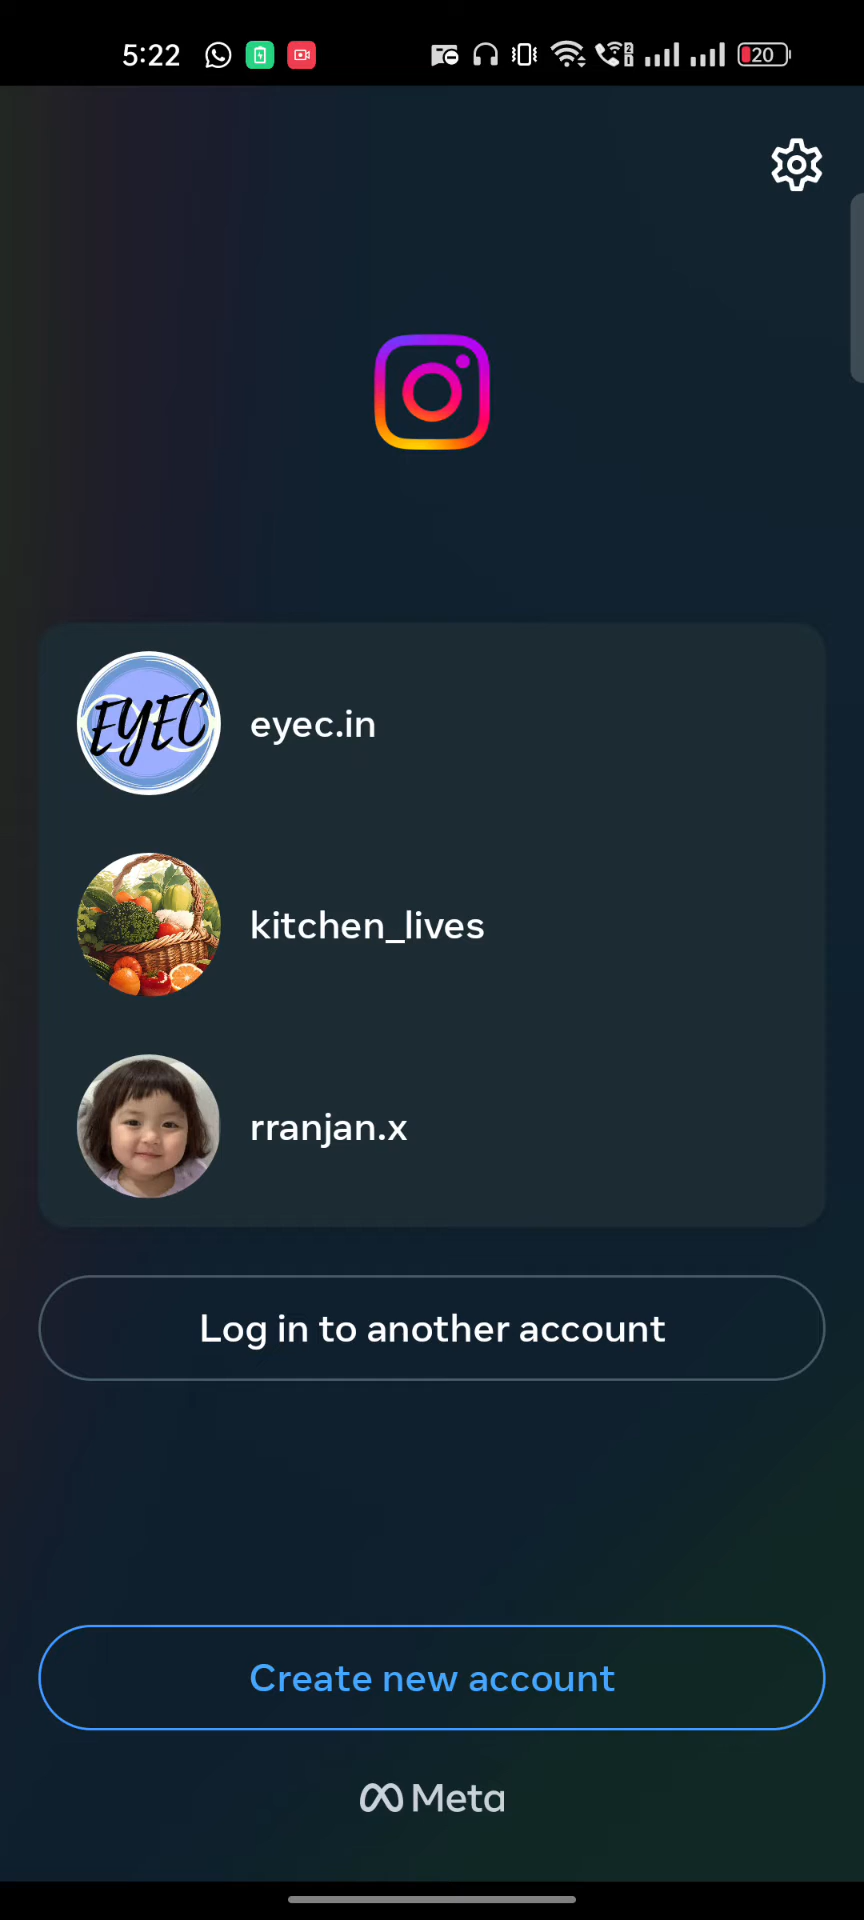 5:22
20
EYEC
eyec.in
kitchen_lives
rranjan.x
Log in to another account
Create new account
Meta